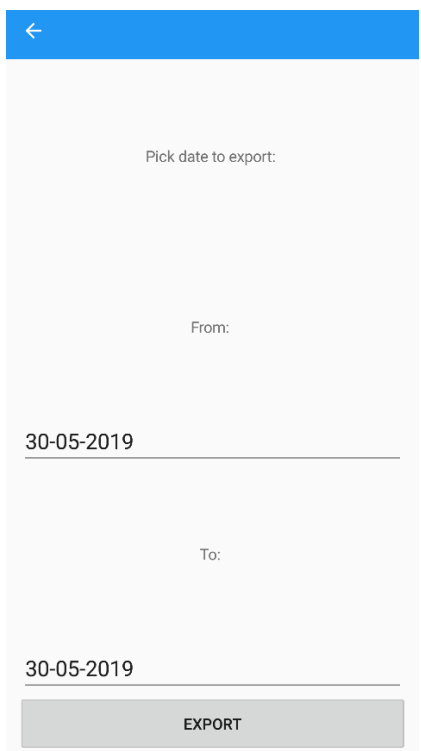 Pick date to export:
From:
30-05-2019
To:
30-05-2019
EXPORT